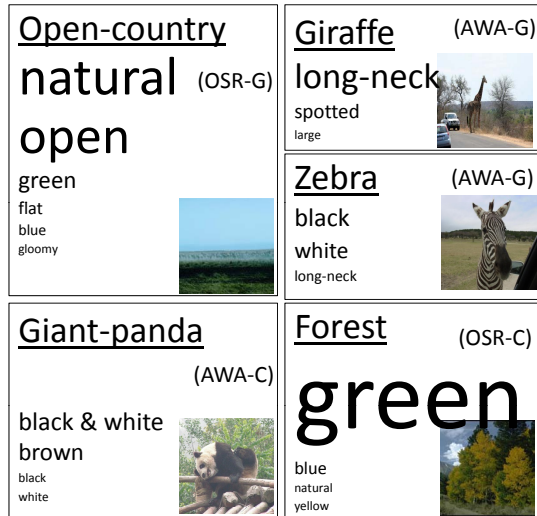 Open-country
natural (OSR-G)
open
green
flat
blue
gloomy
Giraffe (AWA-G)
long-neck
spotted
large
Zebra (AWA-G)
black
white
long-neck
Giant-panda
(AWA-C)
black & white
brown
black
white
Forest (OSR-C)
green
blue
natural
yellow